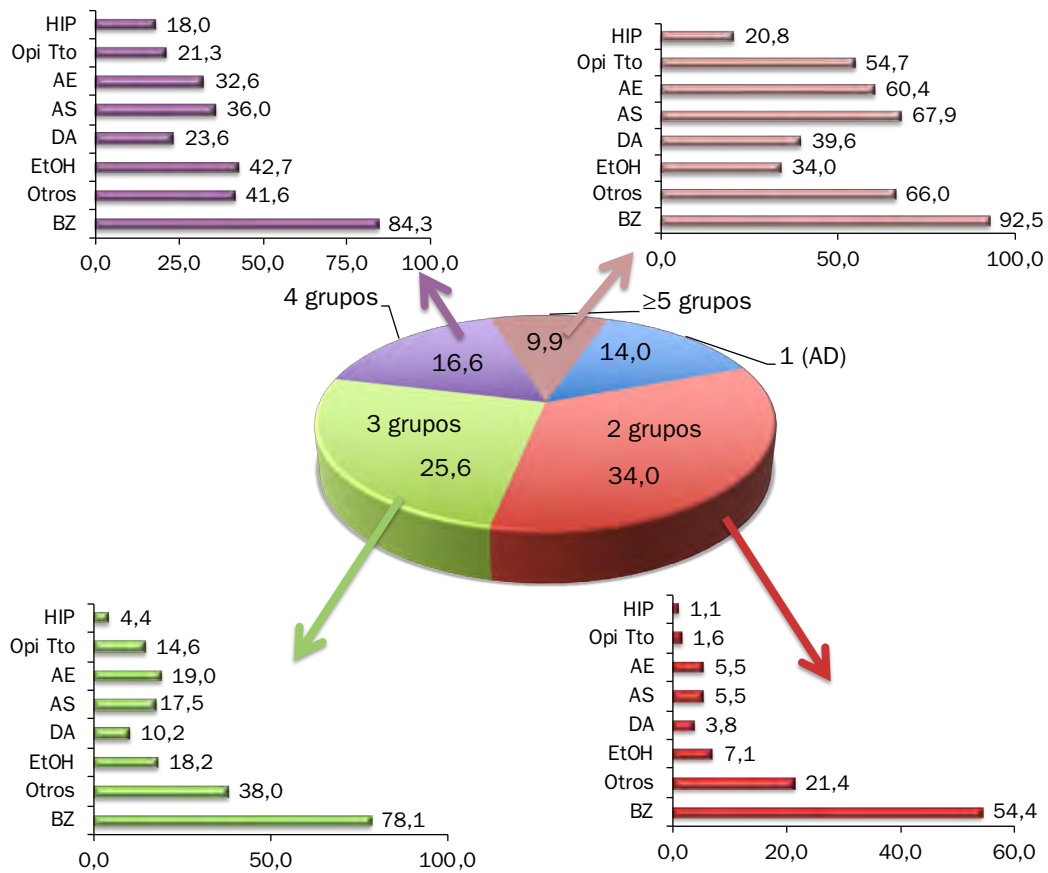 HIP 18,0
Opi Tto 21,3
AE 32,6
AS 36,0
DA 23,6
EtOH 42,7
Otros 41,6
BZ 84,3
0,0 25,0 50,0 75,0 100,0
HIP 20,8
Opi Tto 54,7
AE 60,4
AS 67,9
DA 39,6
EtOH 34,0
Otros 66,0
BZ 92,5
0,0 50,0 100,0
4 grupos
≥5 grupos
1 (AD)
9,9
14,0
16,6
3 grupos
25,6
2 grupos
34,0
HIP 4,4
Opi Tto 14,6
AE 19,0
AS 17,5
DA 10,2
EtOH 18,2
Otros 38,0
BZ 78,1
0,0 50,0 100,0
HIP 1,1
Opi Tto 1,6
AE 5,5
AS 5,5
DA 3,8
EtOH 7,1
Otros 21,4
BZ 54,4
0,0 20,0 40,0 60,0